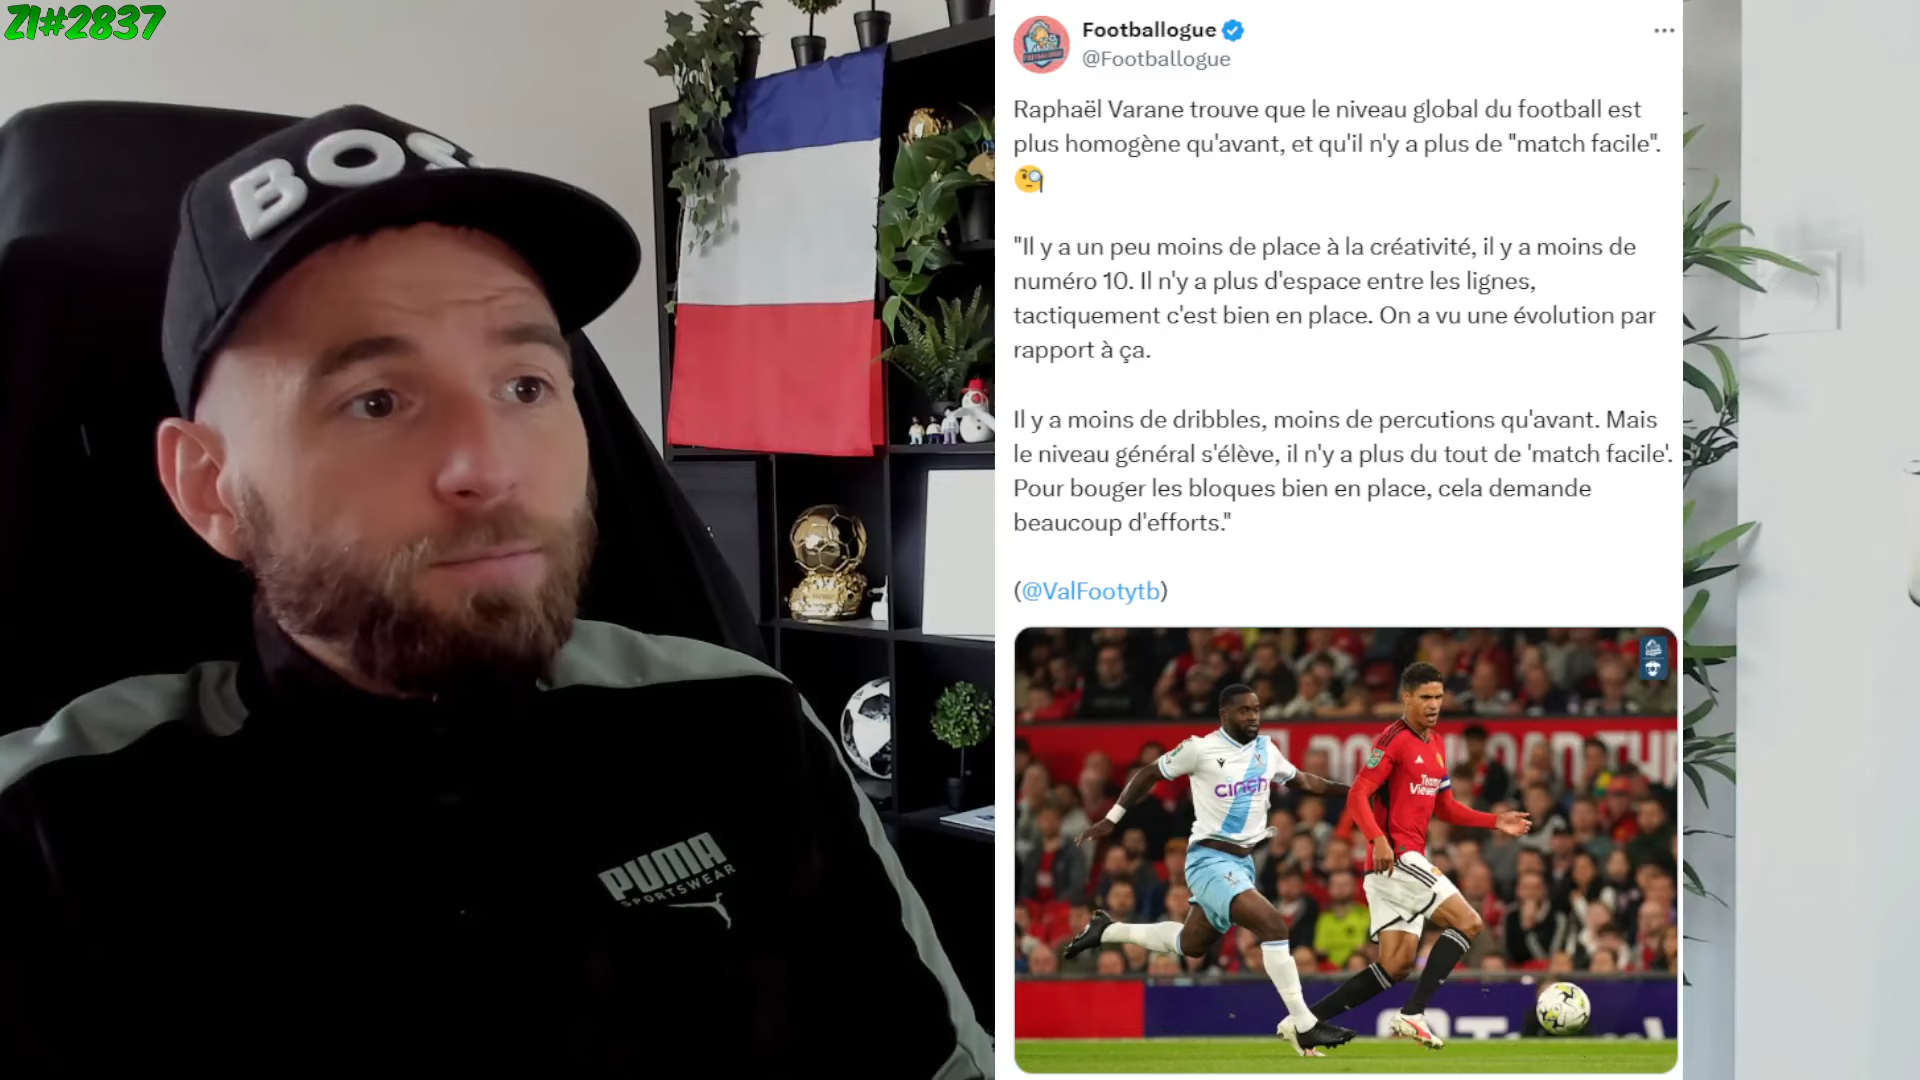 Z1#2837
BOSS
PUMA
SPORTSWEAR
Footballogue
@Footballogue
Raphaël Varane trouve que le niveau global du football est
plus homogène qu'avant, et qu'il n'y a plus de "match facile".
"Il y a un peu moins de place à la créativité, il y a moins de
numéro 10. Il n'y a plus d'espace entre les lignes,
tactiquement c'est bien en place. On a vu une évolution par
rapport à ça.
Il y a moins de dribbles, moins de percutions qu'avant. Mais
le niveau général s'élève, il n'y a plus du tout de 'match facile'.
Pour bouger les bloques bien en place, cela demande
beaucoup d'efforts."
(@ValFootytb)
cinch
Team
Viewer